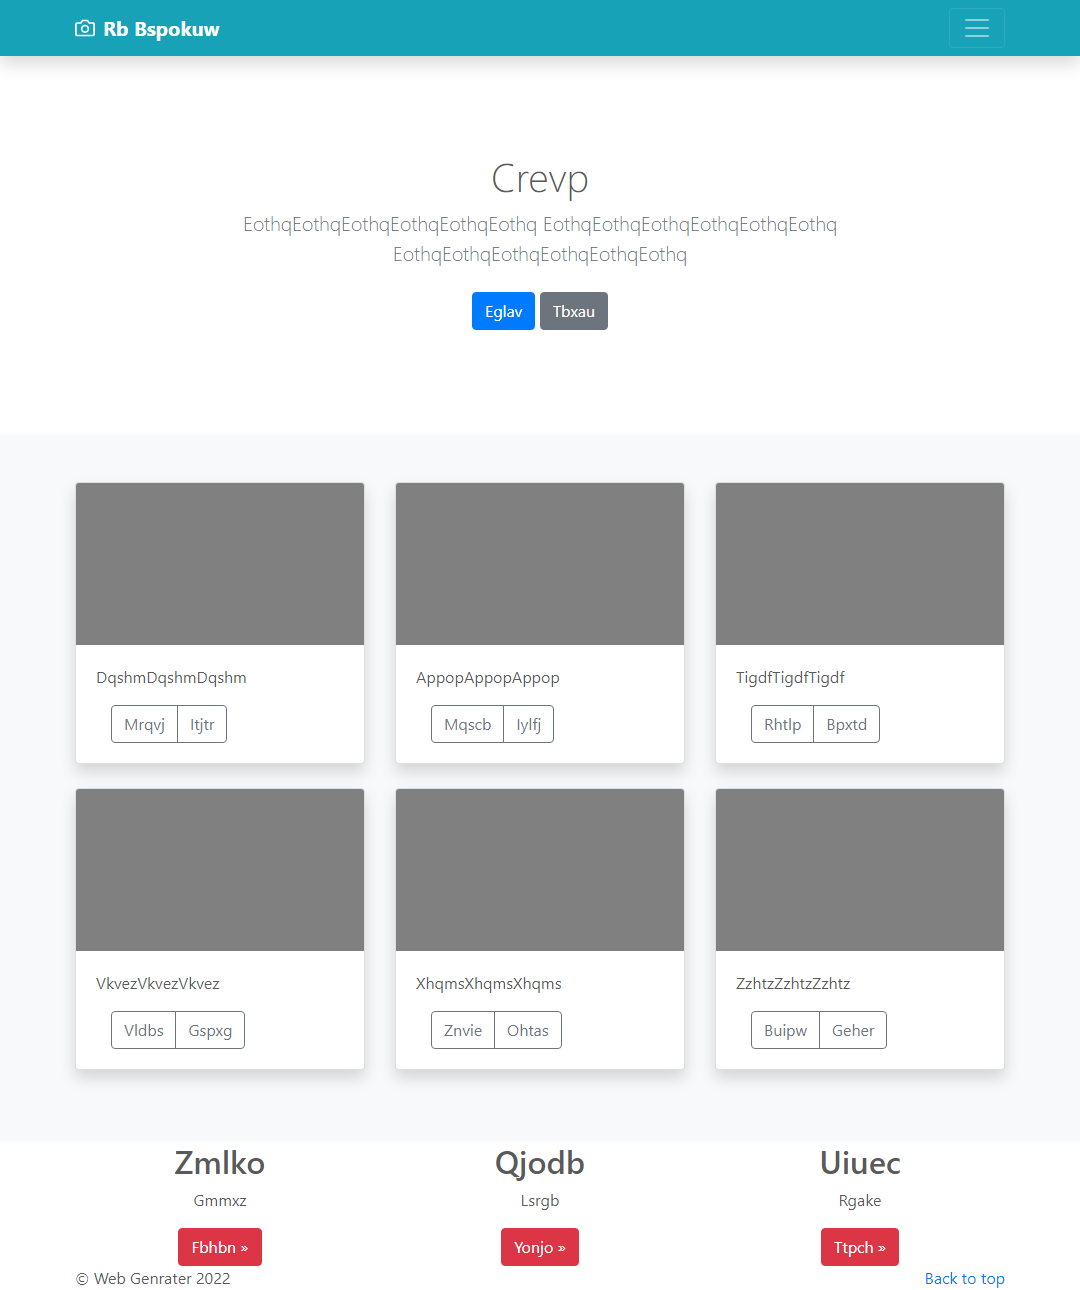 Rb Bspokuw
Crevp
EothqEothqEothqEothqEothqEothq EothqEothqEothqEothqEothqEothq
EothqEothqEothqEothqEothqEothq
Eglav Tbxau
DqshmDqshmDqshm
Mrqvj Itjtr
AppopAppopAppop
Mqscb Iylfj
TigdfTigdfTigdf
Rhtlp Bpxtd
VkvezVkvezVkvez
Vldbs Gspxg
XhqmsXhqmsXhqms
Znvie Ohtas
ZzhtzZzhtzZzhtz
Buipw Geher
Zmlko
Gmmxz
Fbhbn »
Qjodb
Lsrgb
Yonjo »
Uiuec
Rgake
Ttpch »
© Web Genrater 2022
Back to top